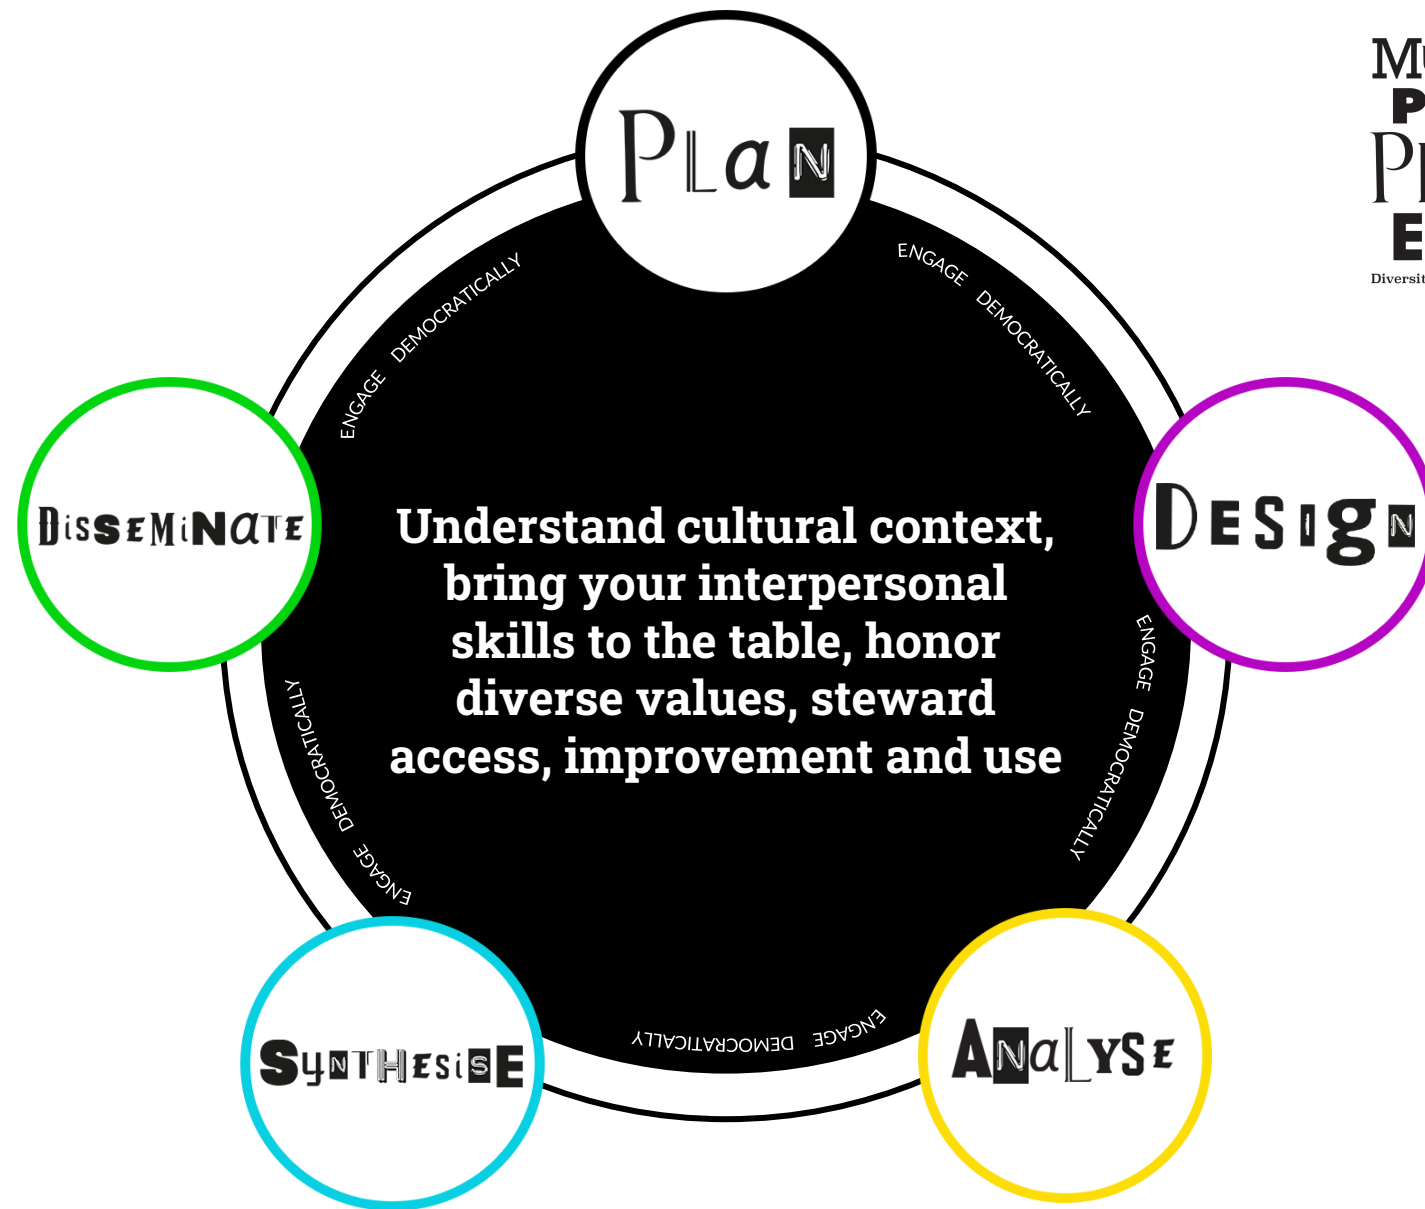 PLaN
ENGAGE DEMOCRATICALLY
ENGAGE DEMOCRATICALLY
DisSEMiNATE
DESIgN
Understand cultural context,
bring your interpersonal
skills to the table, honor
diverse values, steward
access, improvement and use
ENGAGE DEMOCRATICALLY
ENGAGE DEMOCRATICALLY
ENGAGE DEMOCRATICALLY
SyNTHESiSE
ANaLYSE